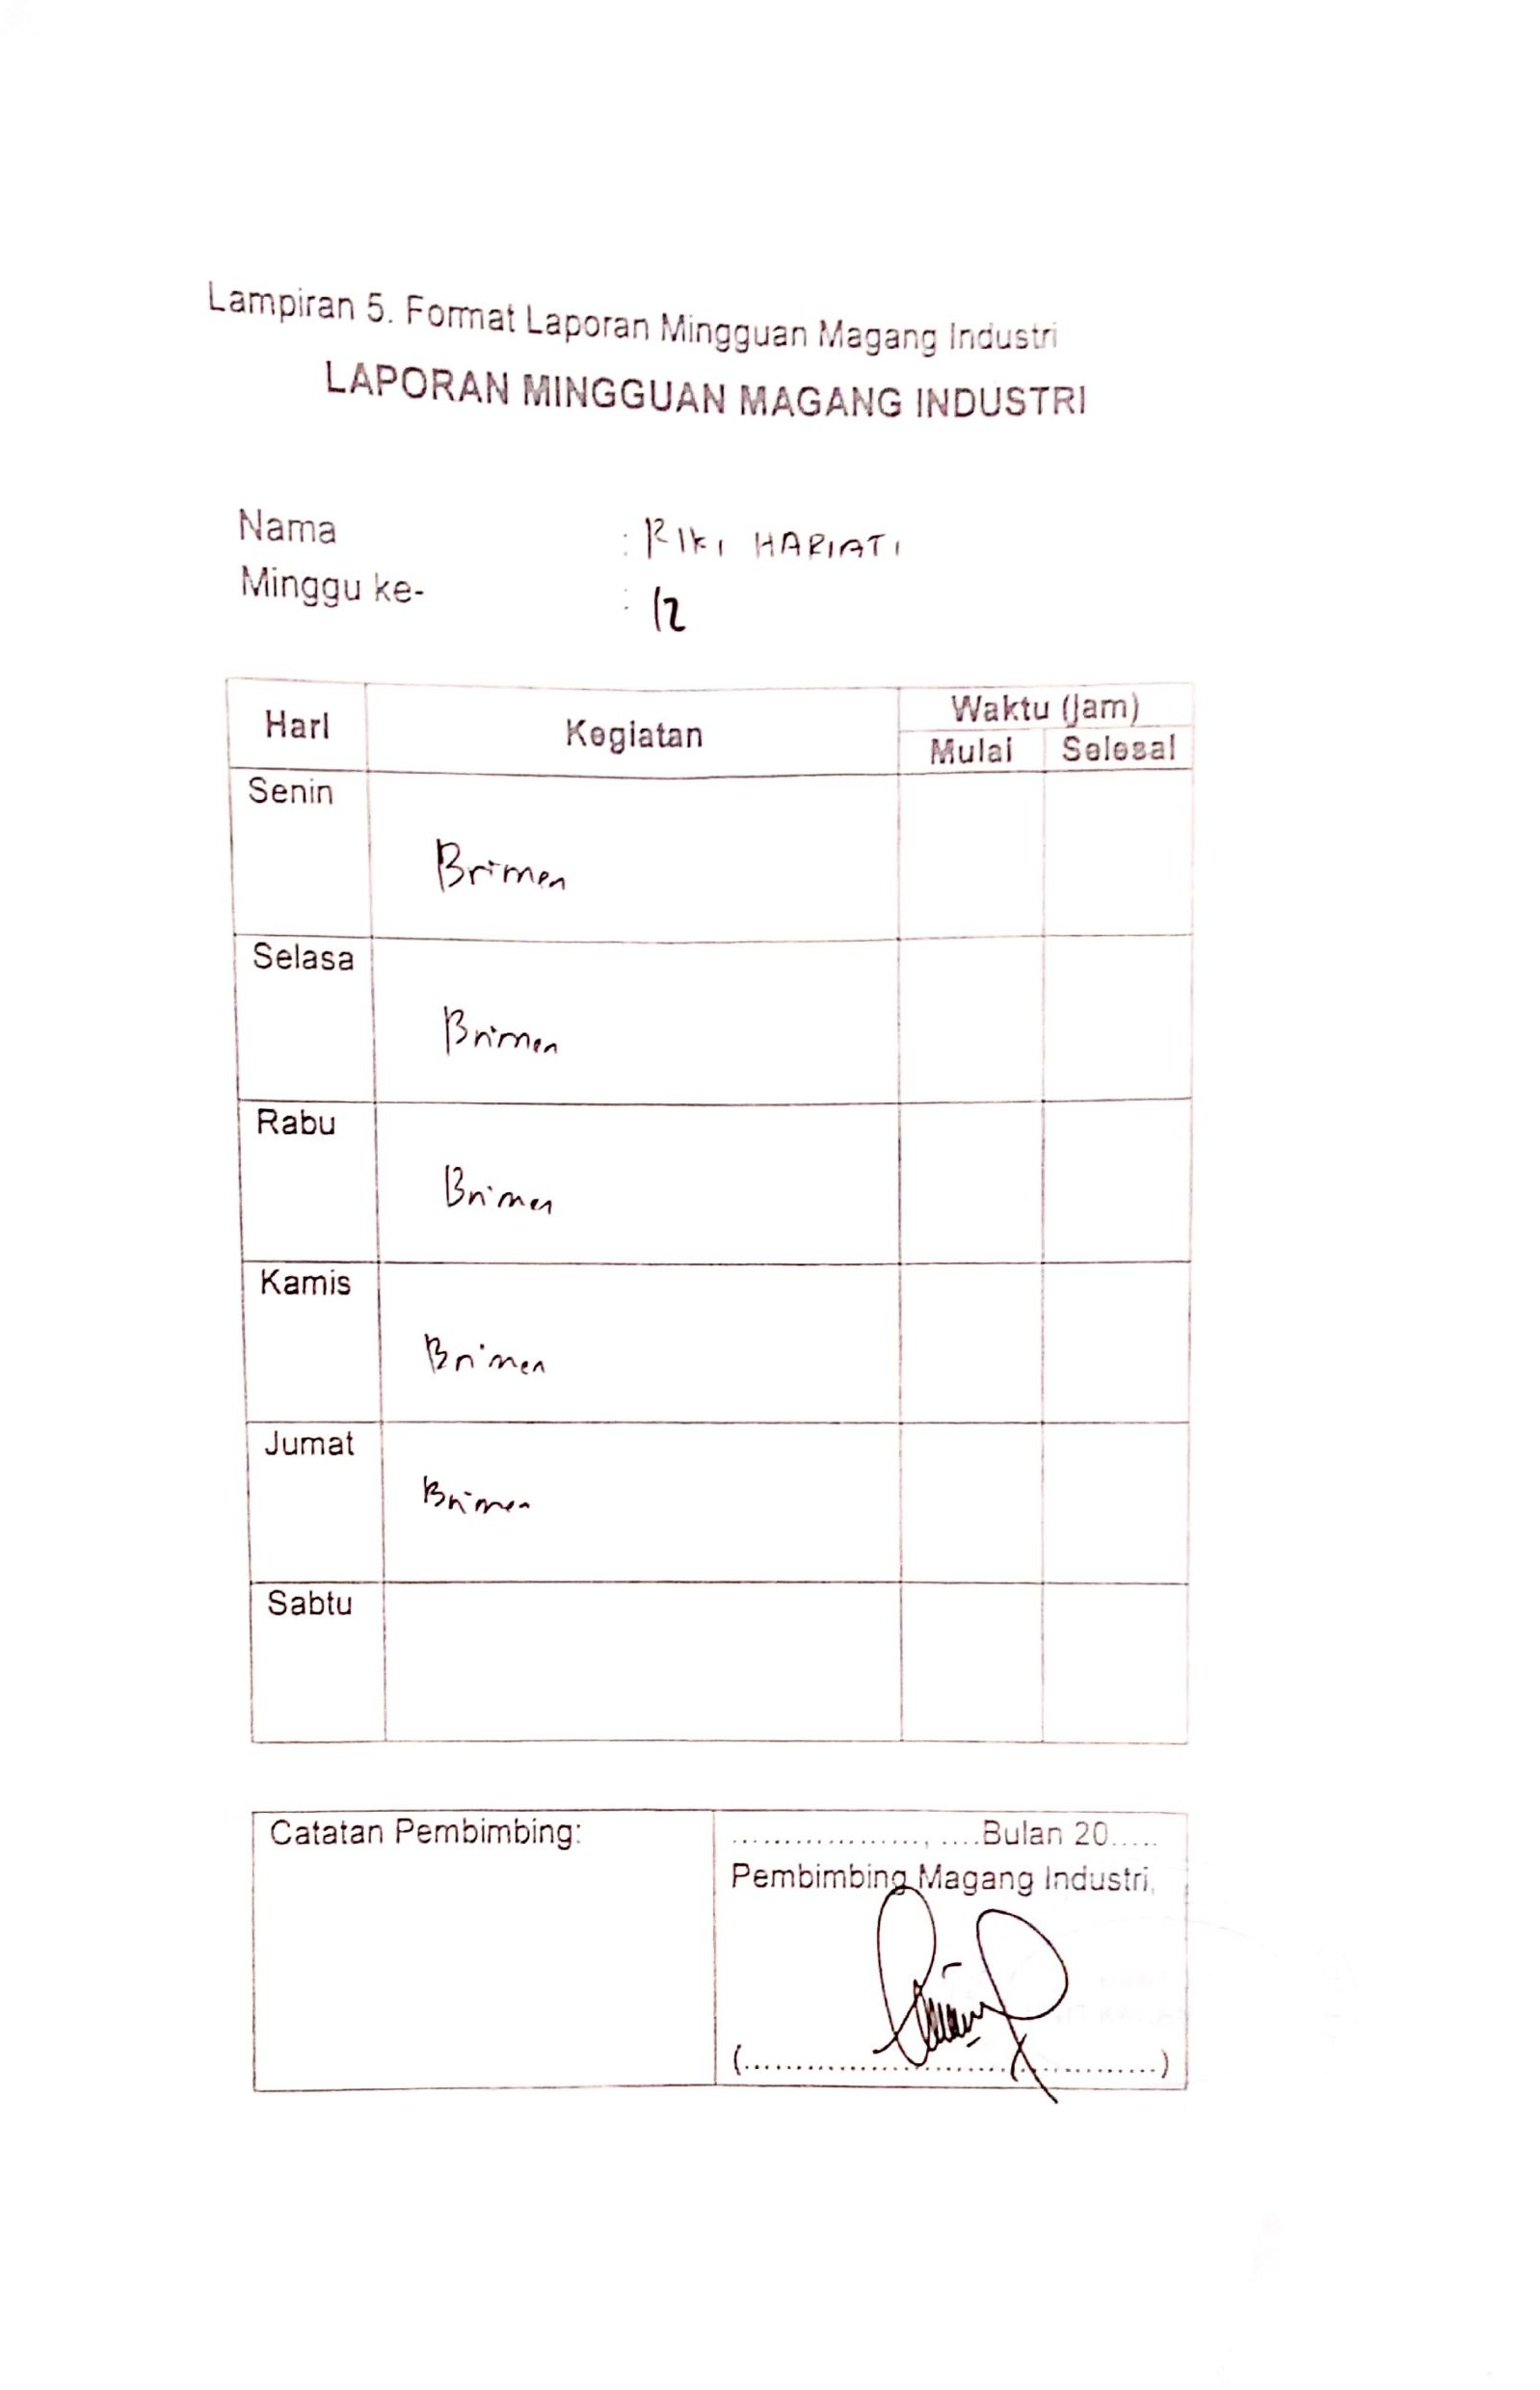 Lampiran 5. Format Laporan Mingguan Magang Industri
LAPORAN MINGGUAN MAGANG INDUSTRI
Nama : RIKI HARIATI
Minggu ke- : 12
Hari Kegiatan Waktu (Jam)
Mulai Selesai
Senin
Brimen
Selasa
Brimen
Rabu
Brimen
Kamis
Brimen
Jumat
Brimen
Sabtu
Catatan Pembimbing: ..................., ....Bulan 20.....
Pembimbing Magang Industri,
(..........................................)